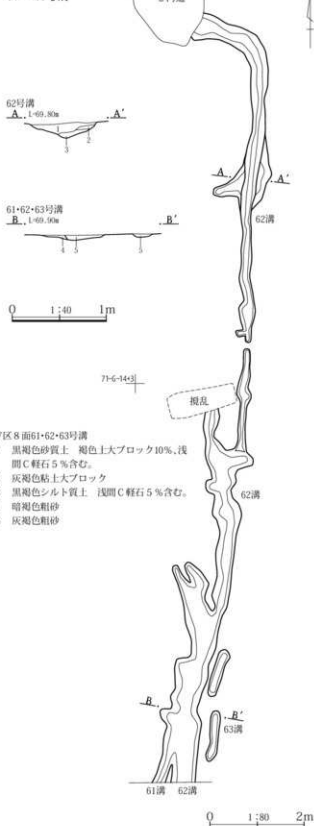 62号溝
A L=69.80m A'
1
2
3
61・62・63号溝
B L=69.90m B'
4 5 5
0 1:40 1m
A A'
62溝
71-G-14+3
撹乱
区8面61・62・63号溝
黒褐色砂質土 褐色土大ブロック10%、浅
間C軽石5%含む。
灰褐色粘土大ブロック
黒褐色シルト質土 浅間C軽石5%含む。
暗褐色粗砂
灰褐色粗砂
62溝
B B'
63溝
61溝 62溝
0 1:80 2m